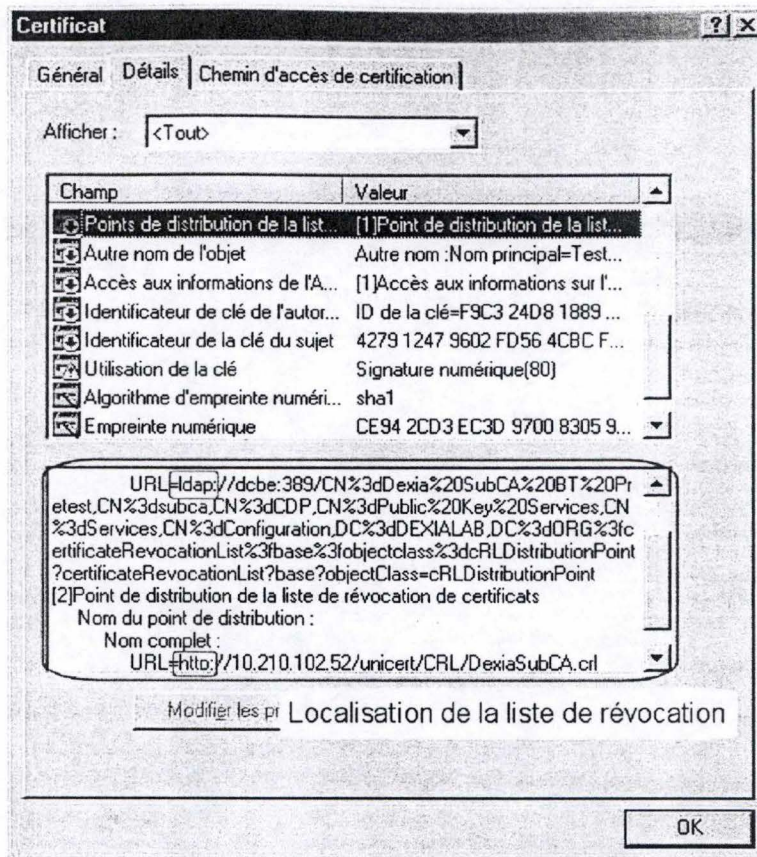 Certificat
Général Détails Chemin d'accès de certification
Afficher : <Tout>
Champ Valeur
Points de distribution de la list... [1]Point de distribution de la list...
Autre nom de l'objet Autre nom :Nom principal=Test...
Accès aux informations de l'A... [1]Accès aux informations sur l'...
Identificateur de clé de l'autor... ID de la clé=F9C3 24D8 1889 ...
Identificateur de la clé du sujet 4279 1247 9602 FD56 4CBC F...
Utilisation de la clé Signature numérique(80)
Algorithme d'empreinte numéri... sha1
Empreinte numérique CE94 2CD3 EC3D 9700 8305 9...
URL=ldap://dcbe:389/CN%3dDexia%20SubCA%20BT%20Pr
etest,CN%3dsubca,CN%3dCDP,CN%3dPublic%20Key%20Services,CN
%3dServices,CN%3dConfiguration,DC%3dDEXIALAB,DC%3dORG%3fc
ertificateRevocationList%3fbase%3fobjectclass%3dcRLDistributionPoint
?certificateRevocationList?base?objectClass=cRLDistributionPoint
[2]Point de distribution de la liste de révocation de certificats
Nom du point de distribution :
Nom complet :
URL=http://10.210.102.52/unicert/CRL/DexiaSubCA.crl
Modifier les pr Localisation de la liste de révocation
OK